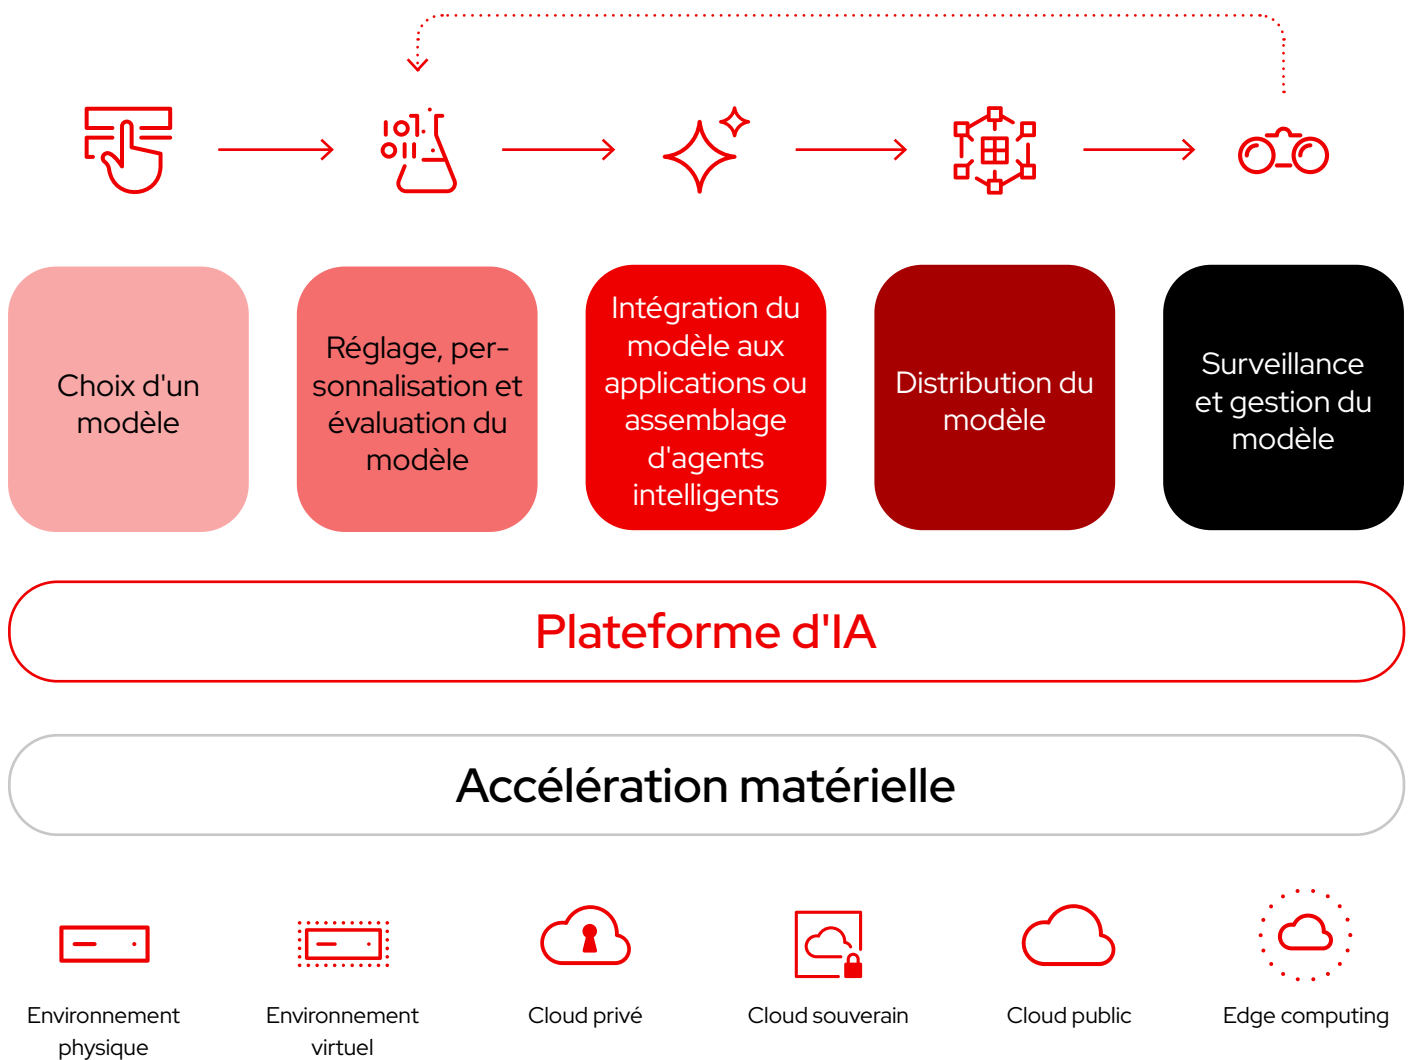 Choix d'un
modèle
Réglage, per-
sonnalisation et
évaluation du
modèle
Intégration du
modèle aux
applications ou
assemblage
d'agents
intelligents
Distribution du
modèle
Surveillance
et gestion du
modèle
Plateforme d'IA
Accélération matérielle
Environnement
physique
Environnement
virtuel
Cloud privé
Cloud souverain
Cloud public
Edge computing